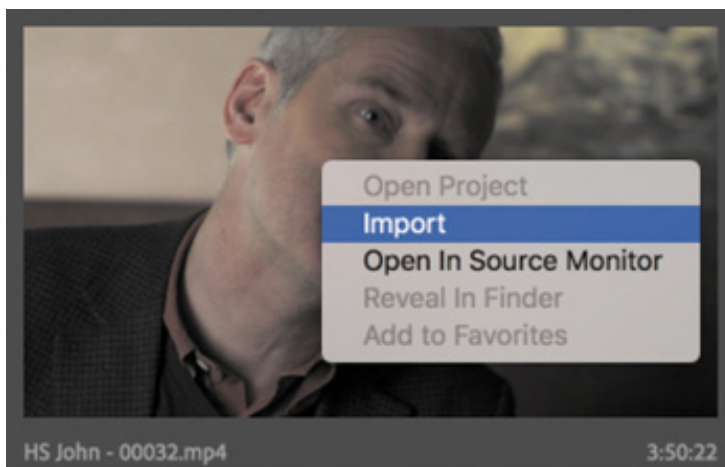 Open Project
Import
Open In Source Monitor
Reveal In Finder
Add to Favorites
HS John - 00032.mp4 3:50:22